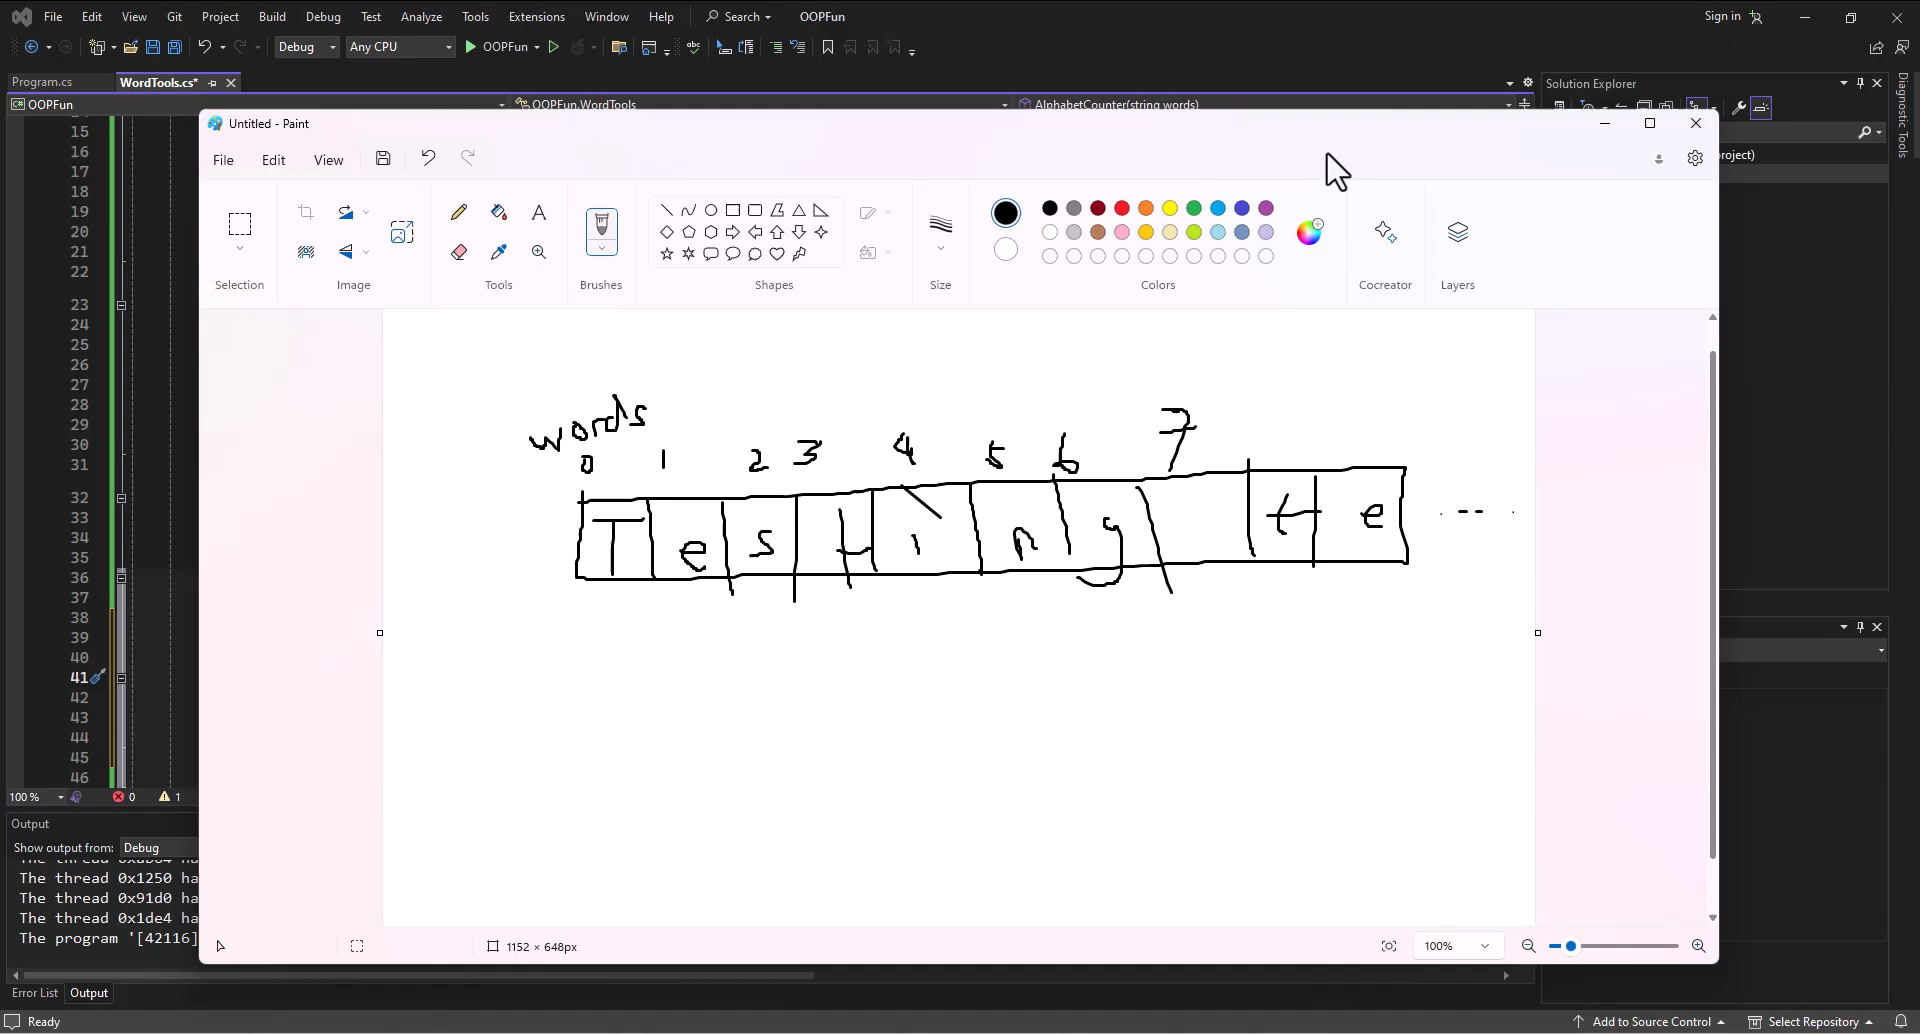 File Edit View Git Project Build Debug Test Analyze Tools Extensions Window Help Search OOPFun Sign in
Debug Any CPU OOPFun
Program.cs WordTools.cs* Solution Explorer
C# OOPFun OOPFun.WordTools AlphabetCounter(string words)
Diagnostic Tools
Untitled - Paint
File Edit View
roject)
Selection Image Tools Brushes Shapes Size Colors Cocreator Layers
15
16
17
18
19
20
21
22
23
24
25
26
27
28
29
30
31
32
33
34
35
36
37
38
39
40
41
42
43
44
45
46
words
0 1 2 3 4 5 6 7
T e s t i n g t e ...
100 % 0 1
Output
Show output from: Debug
The thread 0x1250 ha
The thread 0x91d0 ha
The thread 0x1de4 ha
The program '[42116]
1152 × 648px 100%
Error List Output
Ready Add to Source Control Select Repository